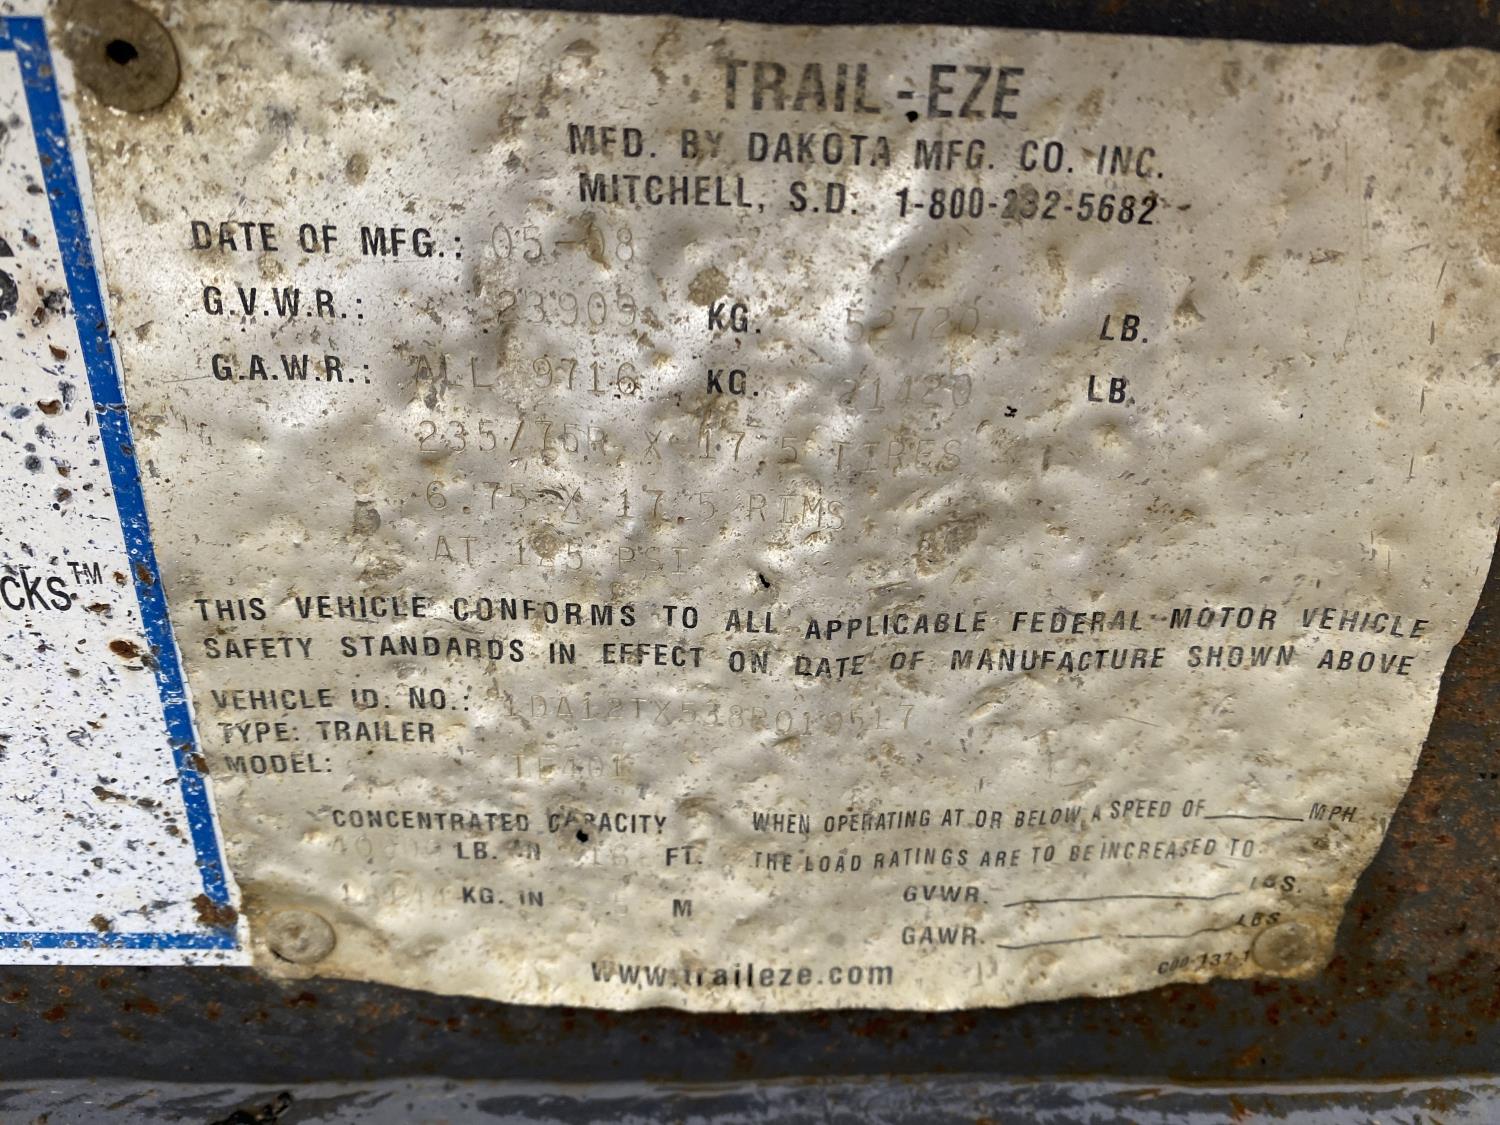 TRAIL-EZE
MFD. BY DAKOTA MFG. CO. INC.
MITCHELL, S.D. 1-800-232-5682
DATE OF MFG.: 05-08
G.V.W.R.: 23909 KG. 52720 LB.
G.A.W.R.: ALL 9716 KG. 21420 LB.
235/75R X 17.5 TIRES
6.75 X 17.5 RIMS
AT 125 PSI
THIS VEHICLE CONFORMS TO ALL APPLICABLE FEDERAL MOTOR VEHICLE
SAFETY STANDARDS IN EFFECT ON DATE OF MANUFACTURE SHOWN ABOVE
VEHICLE ID. NO.:
TYPE: TRAILER
MODEL:
CONCENTRATED CAPACITY
LB. IN FT.
KG. IN M
WHEN OPERATING AT OR BELOW A SPEED OF ______ MPH
THE LOAD RATINGS ARE TO BE INCREASED TO:
GVWR. ______ LBS.
GAWR. ______ LBS
www.traileze.com
cks™